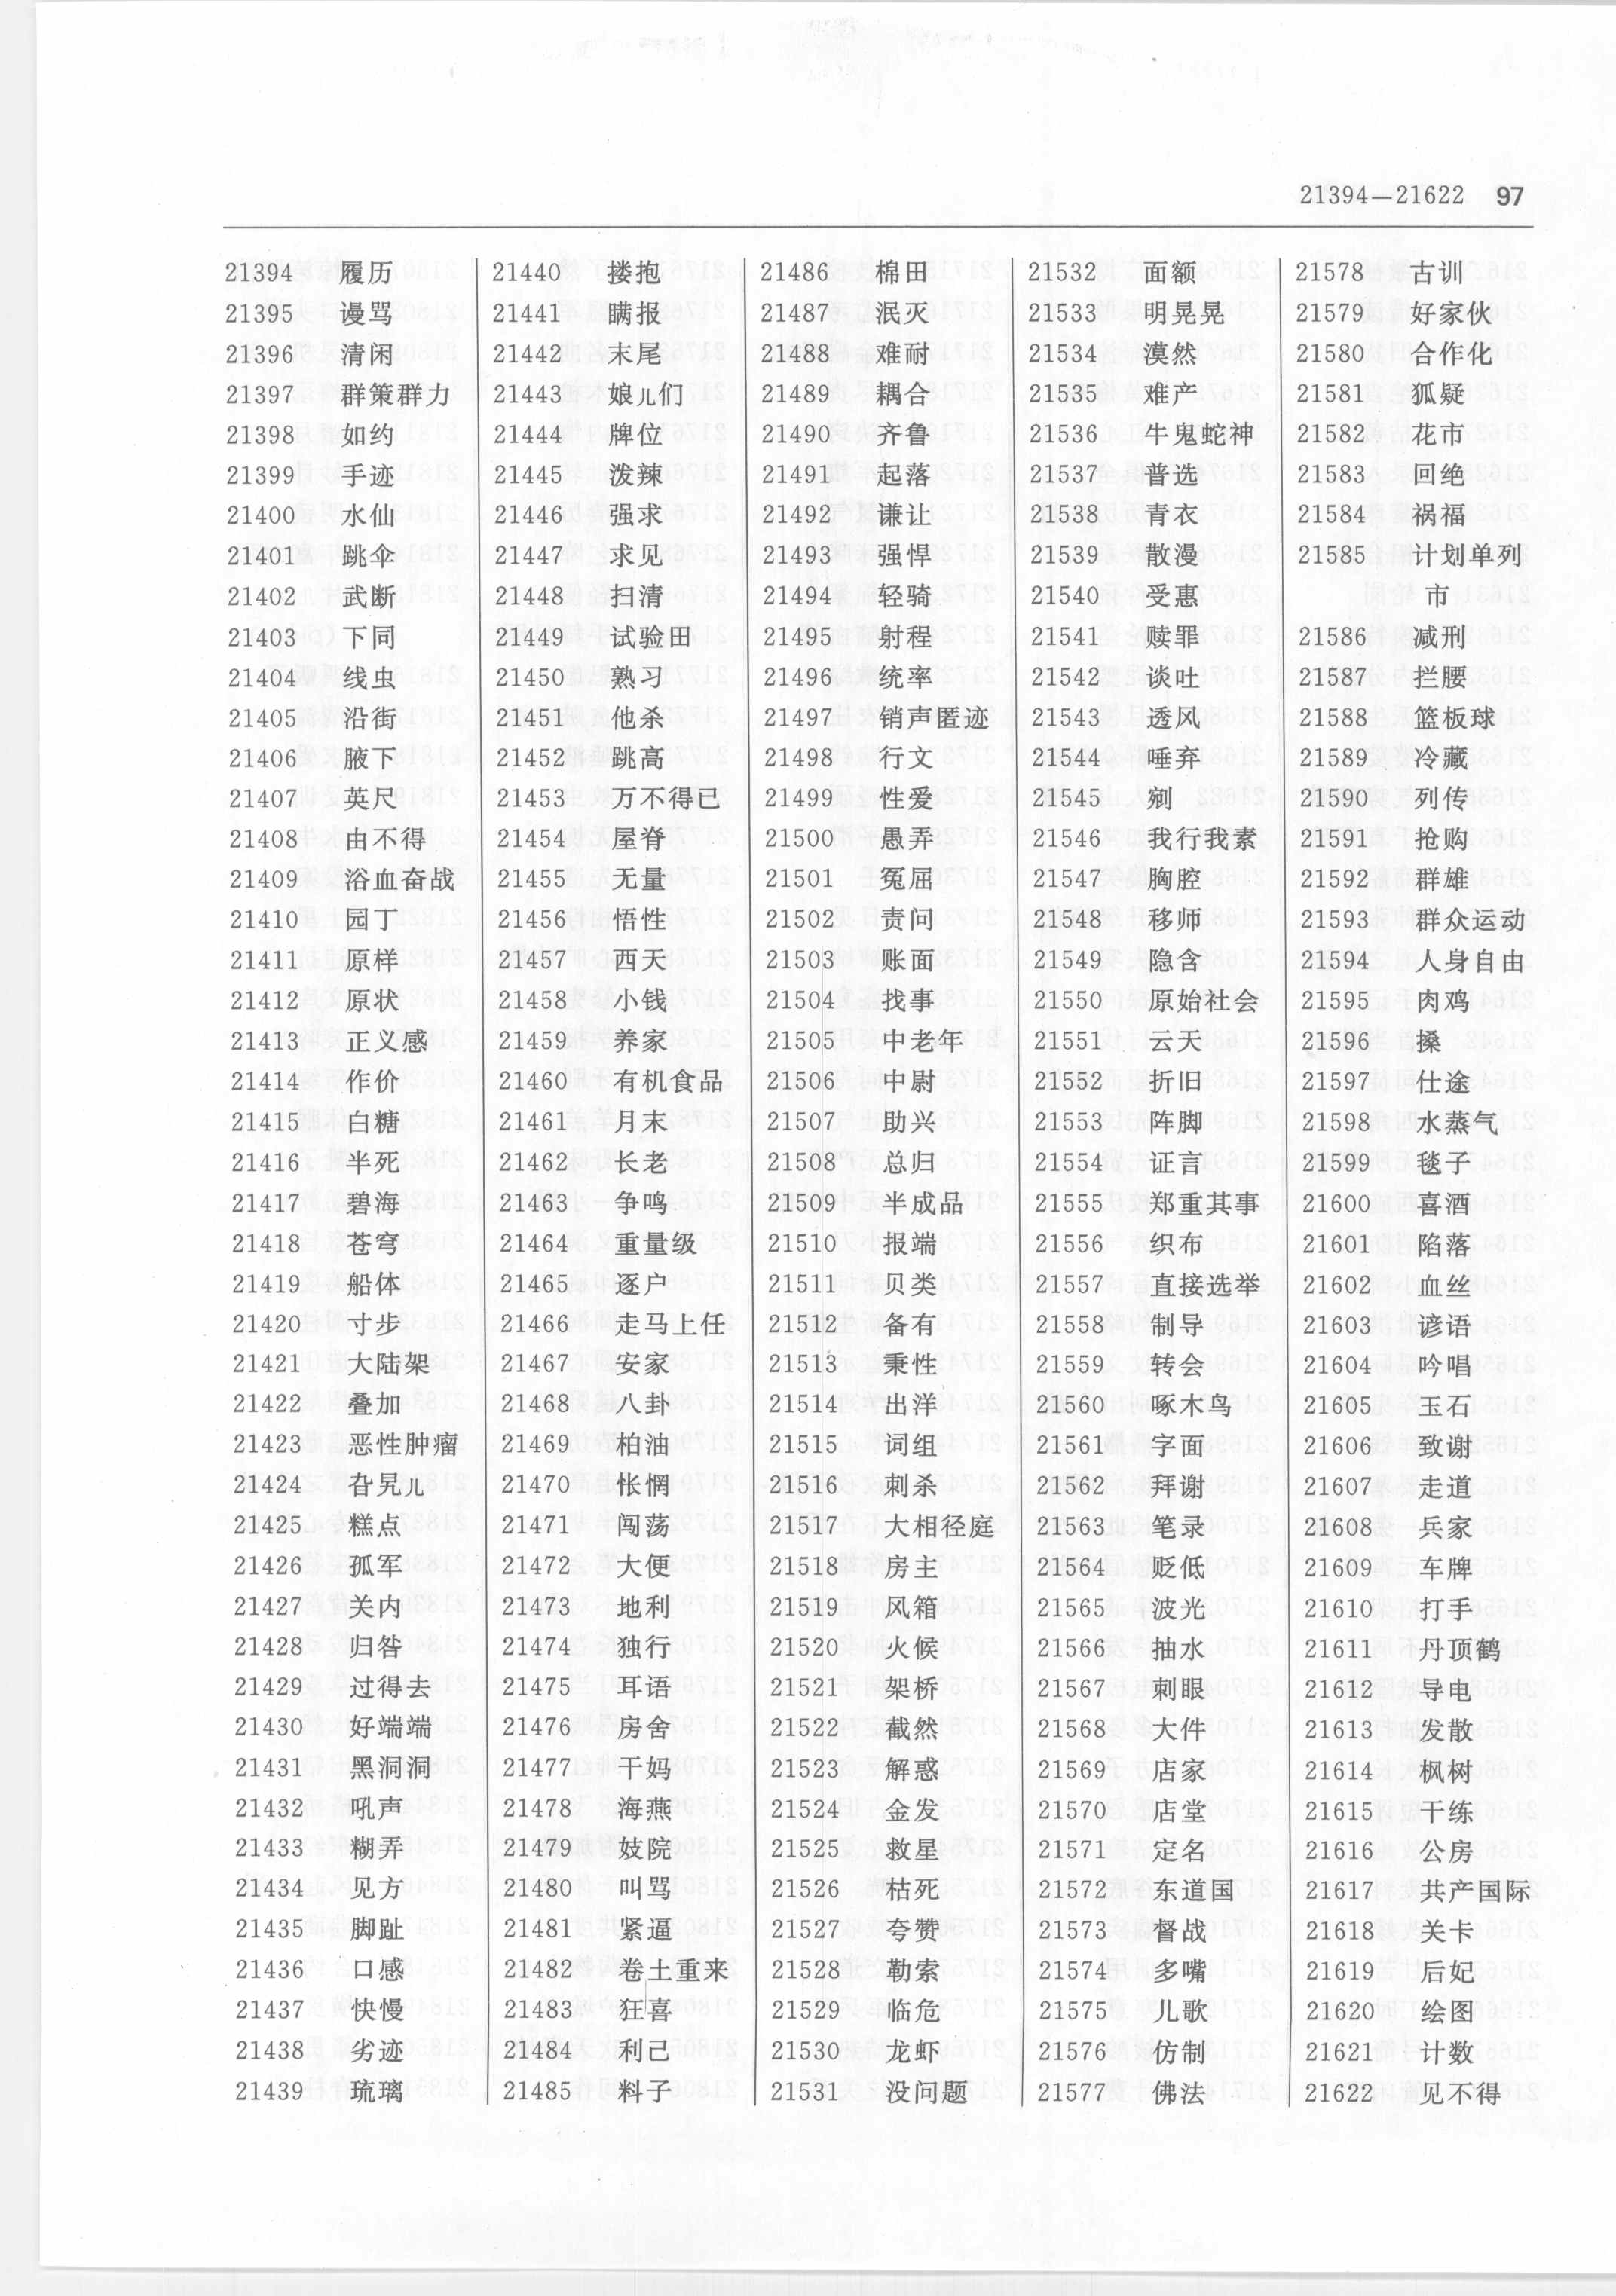 21394—21622 97
21394 履历
21395 谩骂
21396 清闲
21397 群策群力
21398 如约
21399 手迹
21400 水仙
21401 跳伞
21402 武断
21403 下同
21404 线虫
21405 沿街
21406 腋下
21407 英尺
21408 由不得
21409 浴血奋战
21410 园丁
21411 原样
21412 原状
21413 正义感
21414 作价
21415 白糖
21416 半死
21417 碧海
21418 苍穹
21419 船体
21420 寸步
21421 大陆架
21422 叠加
21423 恶性肿瘤
21424 旮旯儿
21425 糕点
21426 孤军
21427 关内
21428 归咎
21429 过得去
21430 好端端
21431 黑洞洞
21432 吼声
21433 糊弄
21434 见方
21435 脚趾
21436 口感
21437 快慢
21438 劣迹
21439 琉璃
21440 搂抱
21441 瞒报
21442 末尾
21443 娘儿们
21444 牌位
21445 泼辣
21446 强求
21447 求见
21448 扫清
21449 试验田
21450 熟习
21451 他杀
21452 跳高
21453 万不得已
21454 屋脊
21455 无量
21456 悟性
21457 西天
21458 小钱
21459 养家
21460 有机食品
21461 月末
21462 长老
21463 争鸣
21464 重量级
21465 逐户
21466 走马上任
21467 安家
21468 八卦
21469 柏油
21470 怅惘
21471 闯荡
21472 大便
21473 地利
21474 独行
21475 耳语
21476 房舍
21477 干妈
21478 海燕
21479 妓院
21480 叫骂
21481 紧逼
21482 卷土重来
21483 狂喜
21484 利己
21485 料子
21486 棉田
21487 泯灭
21488 难耐
21489 耦合
21490 齐鲁
21491 起落
21492 谦让
21493 强悍
21494 轻骑
21495 射程
21496 统率
21497 销声匿迹
21498 行文
21499 性爱
21500 愚弄
21501 冤屈
21502 责问
21503 账面
21504 找事
21505 中老年
21506 中尉
21507 助兴
21508 总归
21509 半成品
21510 报端
21511 贝类
21512 备有
21513 秉性
21514 出洋
21515 词组
21516 刺杀
21517 大相径庭
21518 房主
21519 风箱
21520 火候
21521 架桥
21522 截然
21523 解惑
21524 金发
21525 救星
21526 枯死
21527 夸赞
21528 勒索
21529 临危
21530 龙虾
21531 没问题
21532 面额
21533 明晃晃
21534 漠然
21535 难产
21536 牛鬼蛇神
21537 普选
21538 青衣
21539 散漫
21540 受惠
21541 赎罪
21542 谈吐
21543 透风
21544 唾弃
21545 剜
21546 我行我素
21547 胸腔
21548 移师
21549 隐含
21550 原始社会
21551 云天
21552 折旧
21553 阵脚
21554 证言
21555 郑重其事
21556 织布
21557 直接选举
21558 制导
21559 转会
21560 啄木鸟
21561 字面
21562 拜谢
21563 笔录
21564 贬低
21565 波光
21566 抽水
21567 刺眼
21568 大件
21569 店家
21570 店堂
21571 定名
21572 东道国
21573 督战
21574 多嘴
21575 儿歌
21576 仿制
21577 佛法
21578 古训
21579 好家伙
21580 合作化
21581 狐疑
21582 花市
21583 回绝
21584 祸福
21585 计划单列
市
21586 减刑
21587 拦腰
21588 篮板球
21589 冷藏
21590 列传
21591 抢购
21592 群雄
21593 群众运动
21594 人身自由
21595 肉鸡
21596 搡
21597 仕途
21598 水蒸气
21599 毯子
21600 喜酒
21601 陷落
21602 血丝
21603 谚语
21604 吟唱
21605 玉石
21606 致谢
21607 走道
21608 兵家
21609 车牌
21610 打手
21611 丹顶鹤
21612 导电
21613 发散
21614 枫树
21615 干练
21616 公房
21617 共产国际
21618 关卡
21619 后妃
21620 绘图
21621 计数
21622 见不得